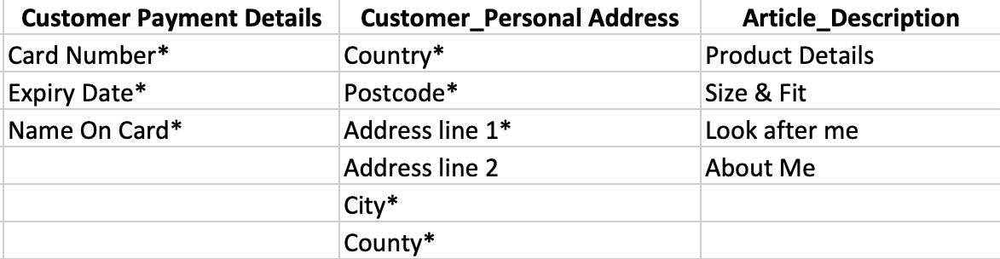 Customer Payment Details Customer_Personal Address Article_Description
Card Number* Country* Product Details
Expiry Date* Postcode* Size & Fit
Name On Card* Address line 1* Look after me
Address line 2 About Me
City*
County*